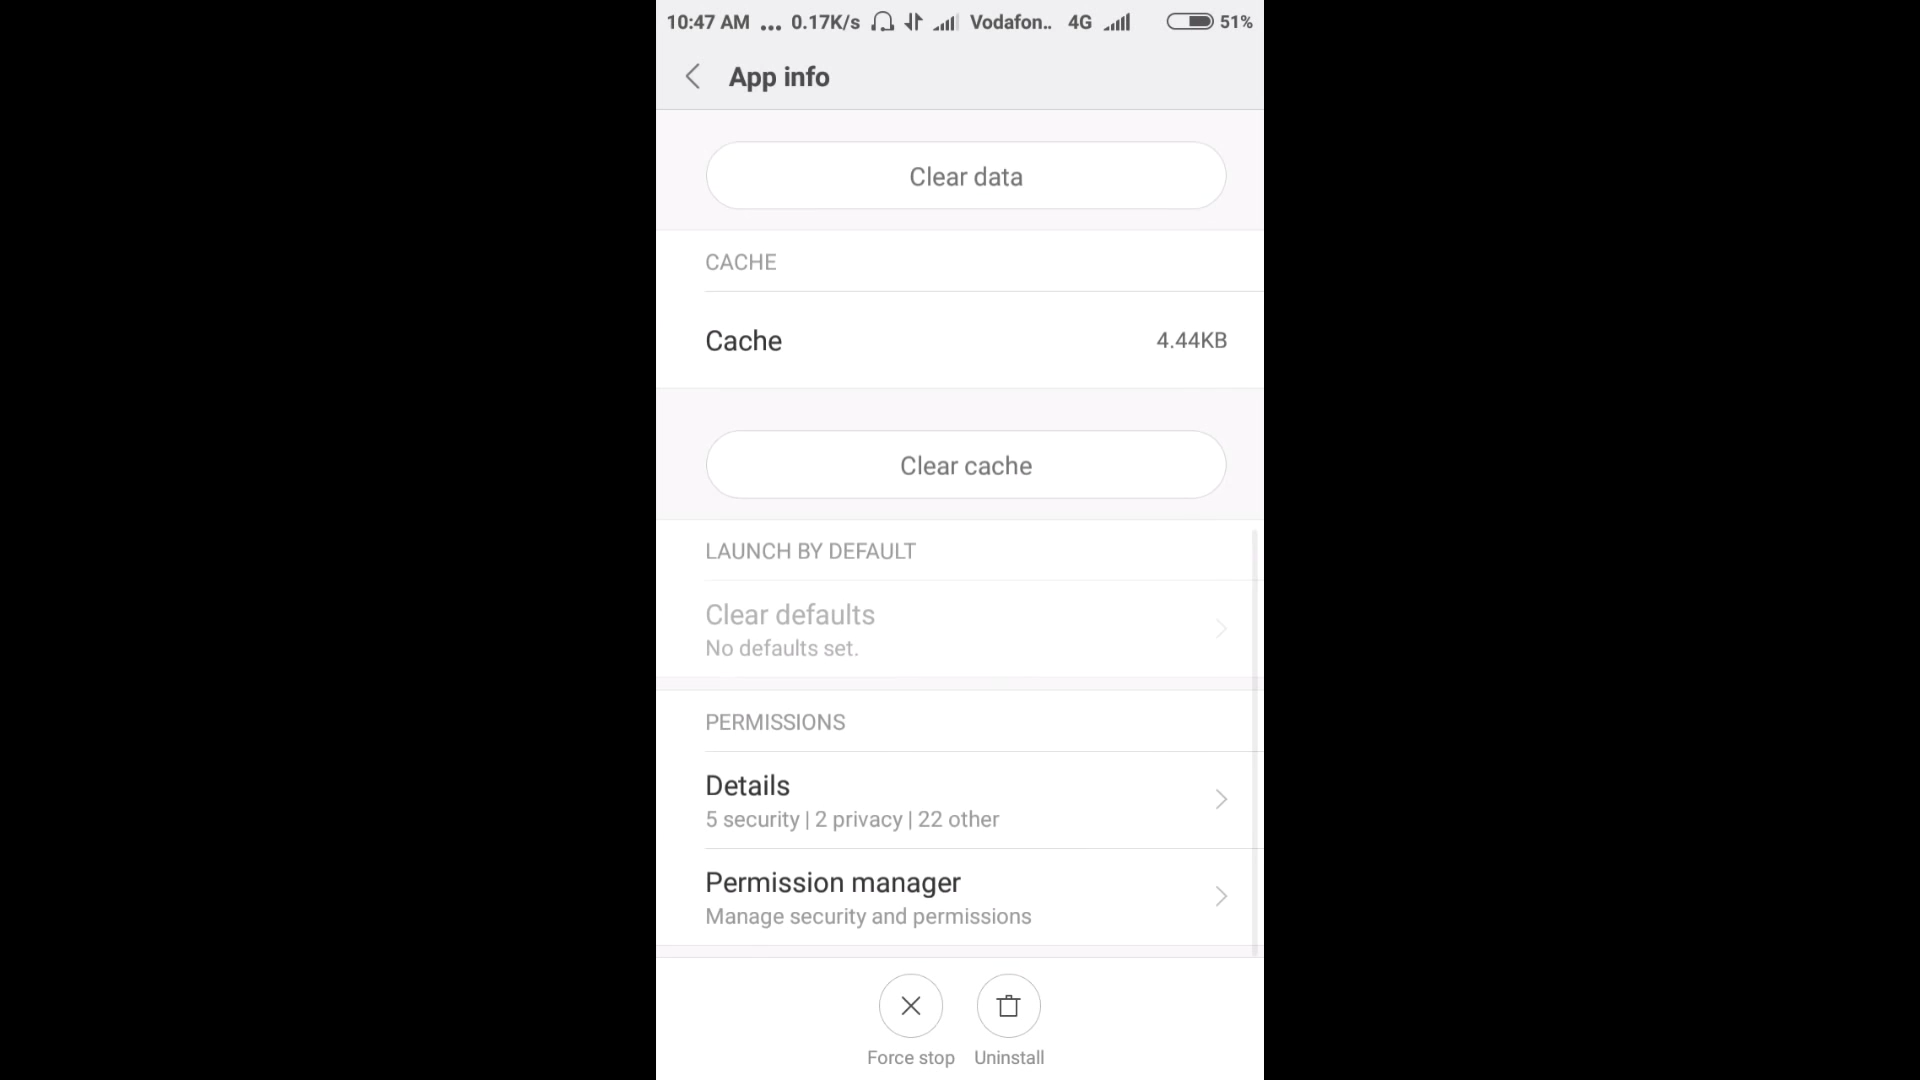 10:47 AM ... 0.17K/s Vodafon.. 4G 51%
App info
Clear data
CACHE
Cache 4.44KB
Clear cache
LAUNCH BY DEFAULT
Clear defaults
No defaults set.
PERMISSIONS
Details
5 security | 2 privacy | 22 other
Permission manager
Manage security and permissions
Force stop Uninstall